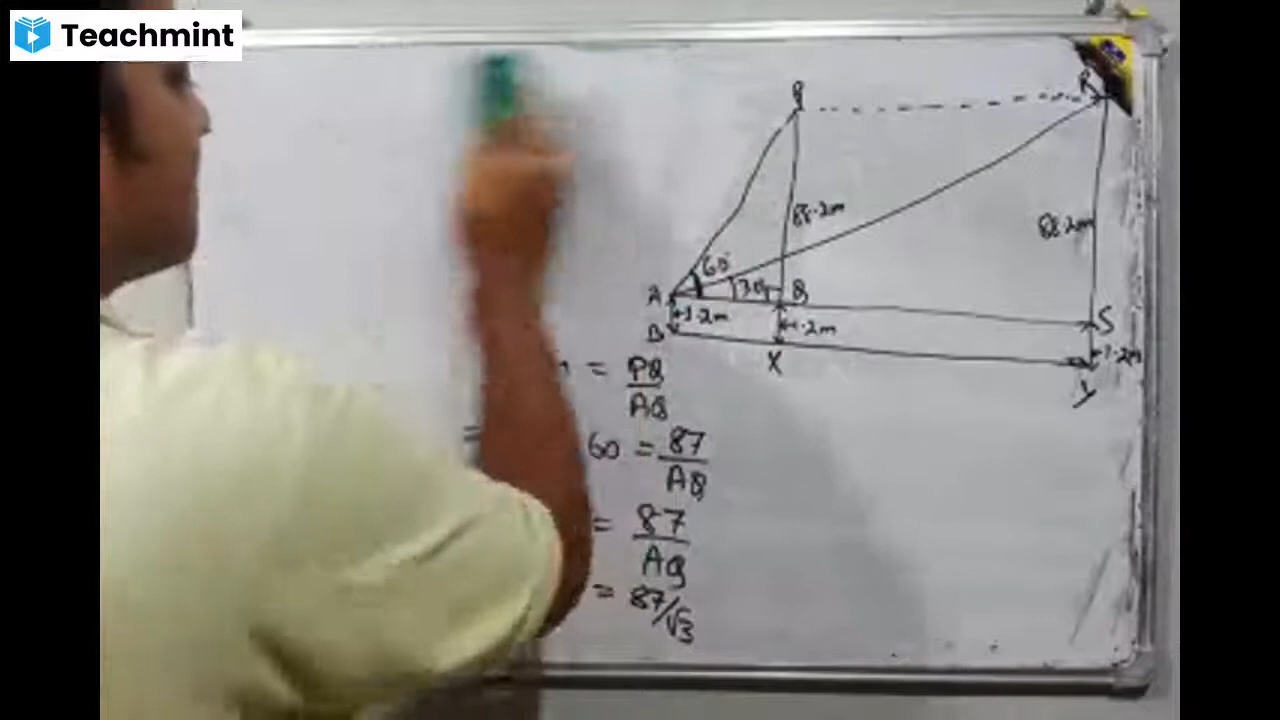 Teachmint
P
R
88.2m
88.2m
60°
30
A
Q
1.2m
1.2m
S
B
X
1.2m
Y
= PQ
AQ
=
60 = 87
AQ
= 87
AQ
= 87/√3